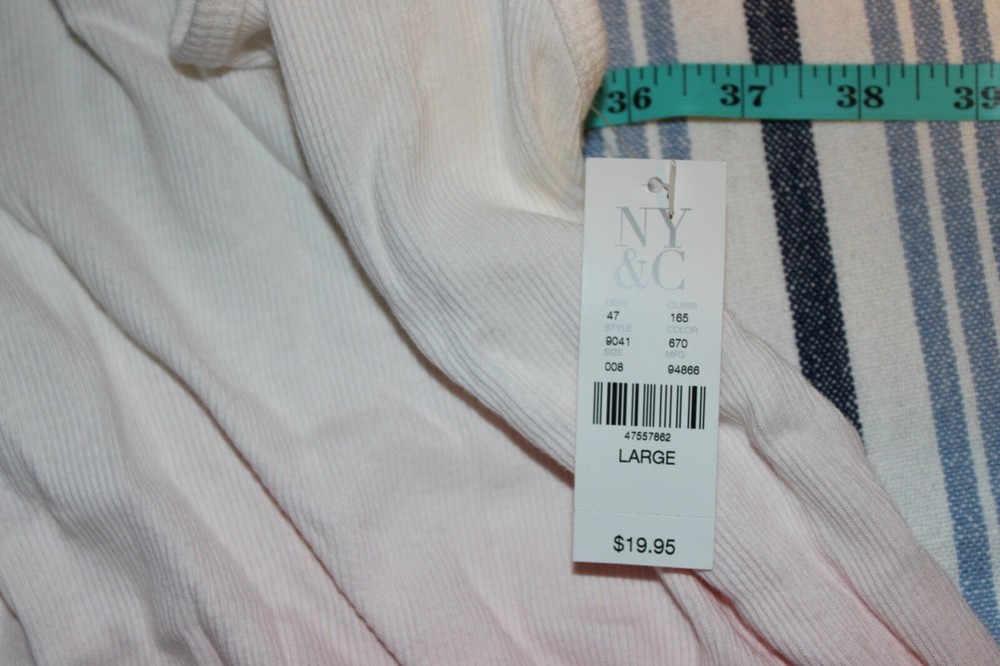 36 37 38 39
NY
&C
DEPT CLASS
47 165
STYLE COLOR
9041 670
SIZE MFG
008 94866
47557862
LARGE
$19.95